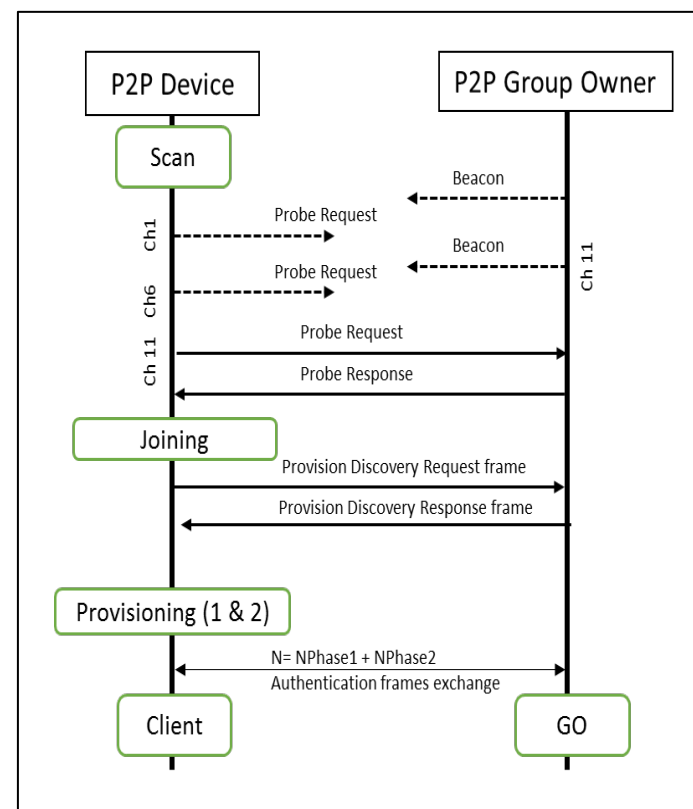 P2P Device
P2P Group Owner
Scan
Beacon
Probe Request
Ch1
Beacon
Ch 11
Probe Request
Ch6
Probe Request
Ch 11
Probe Response
Joining
Provision Discovery Request frame
Provision Discovery Response frame
Provisioning (1 & 2)
N= NPhase1 + NPhase2
Authentication frames exchange
Client
GO